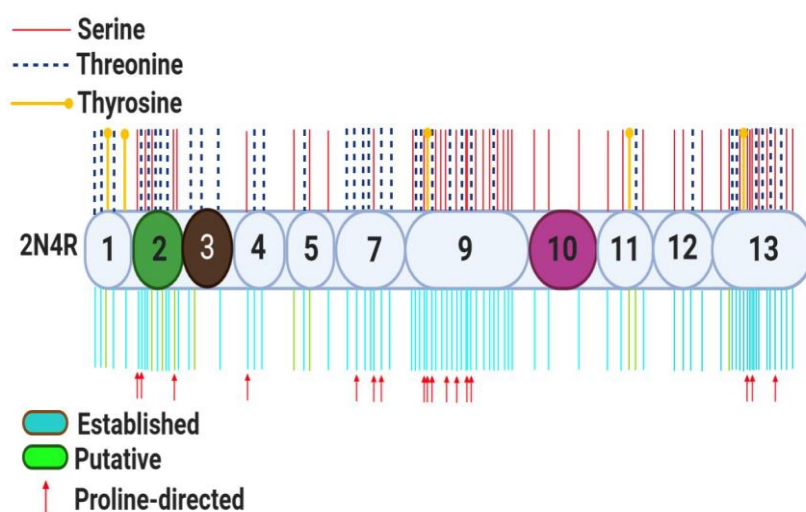 Serine
Threonine
Thyrosine
2N4R 1 2 3 4 5 7 9 10 11 12 13
Established
Putative
Proline-directed